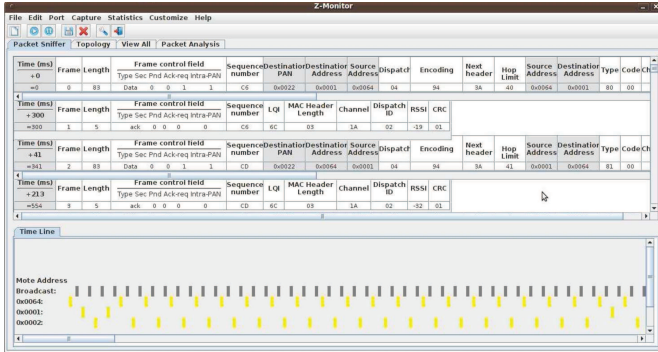 Z-Monitor
File Edit Port Capture Statistics Customize Help
Packet Sniffer Topology View All Packet Analysis
Time (ms) Frame Length Frame control field Sequence number Destination PAN Destination Address Source Address Dispatch Encoding Next header Hop Limit Source Address Destination Address Type Code Ch
+0 Type Sec Pnd Ack-req Intra-PAN
=0 0 83 Data 0 0 1 1 C6 0x0022 0x0001 0x0064 04 94 3A 40 0x0064 0x0001 80 00
Time (ms) Frame Length Frame control field Sequence number LQI MAC Header Length Channel Dispatch ID RSSI CRC
+300 Type Sec Pnd Ack-req Intra-PAN
=300 1 5 ack 0 0 0 0 C6 6C 03 1A 02 -19 01
Time (ms) Frame Length Frame control field Sequence number Destination PAN Destination Address Source Address Dispatch Encoding Next header Hop Limit Source Address Destination Address Type Code Ch
+41 Type Sec Pnd Ack-req Intra-PAN
=341 2 83 Data 0 0 1 1 CD 0x0022 0x0064 0x0001 04 94 3A 41 0x0001 0x0064 81 00
Time (ms) Frame Length Frame control field Sequence number LQI MAC Header Length Channel Dispatch ID RSSI CRC
+213 Type Sec Pnd Ack-req Intra-PAN
=554 3 5 ack 0 0 0 0 CD 6C 03 1A 02 -32 01
Time Line
Mote Address
Broadcast:
0x0064:
0x0001:
0x0002: